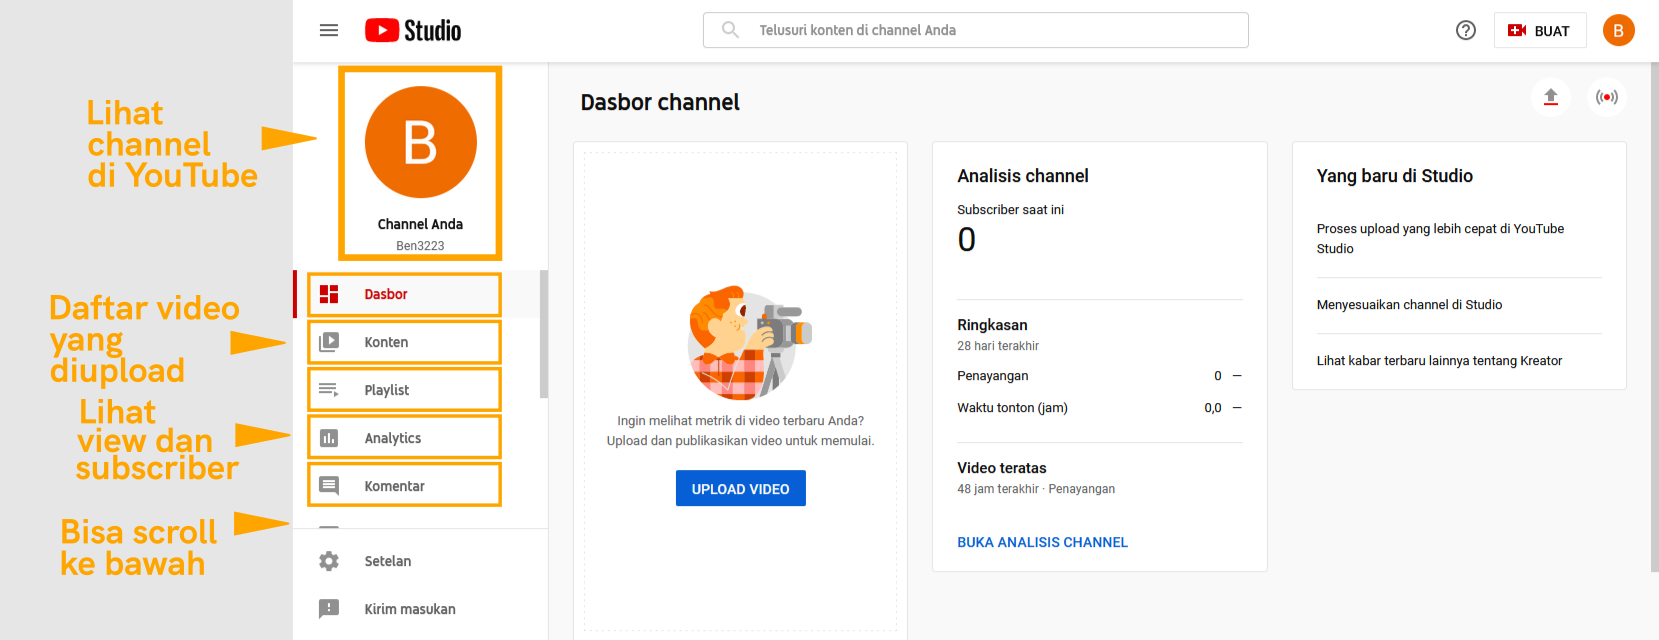 Studio
Telusuri konten di channel Anda
BUAT
B
Lihat
channel
di YouTube
B
Channel Anda
Ben3223
Daftar video
yang
diupload
Lihat
view dan
subscriber
Bisa scroll
ke bawah
Dasbor
Konten
Playlist
Analytics
Komentar
Setelan
Kirim masukan
Dasbor channel
Ingin melihat metrik di video terbaru Anda?
Upload dan publikasikan video untuk memulai.
UPLOAD VIDEO
Analisis channel
Subscriber saat ini
0
Ringkasan
28 hari terakhir
Penayangan 0 —
Waktu tonton (jam) 0,0 —
Video teratas
48 jam terakhir · Penayangan
BUKA ANALISIS CHANNEL
Yang baru di Studio
Proses upload yang lebih cepat di YouTube
Studio
Menyesuaikan channel di Studio
Lihat kabar terbaru lainnya tentang Kreator